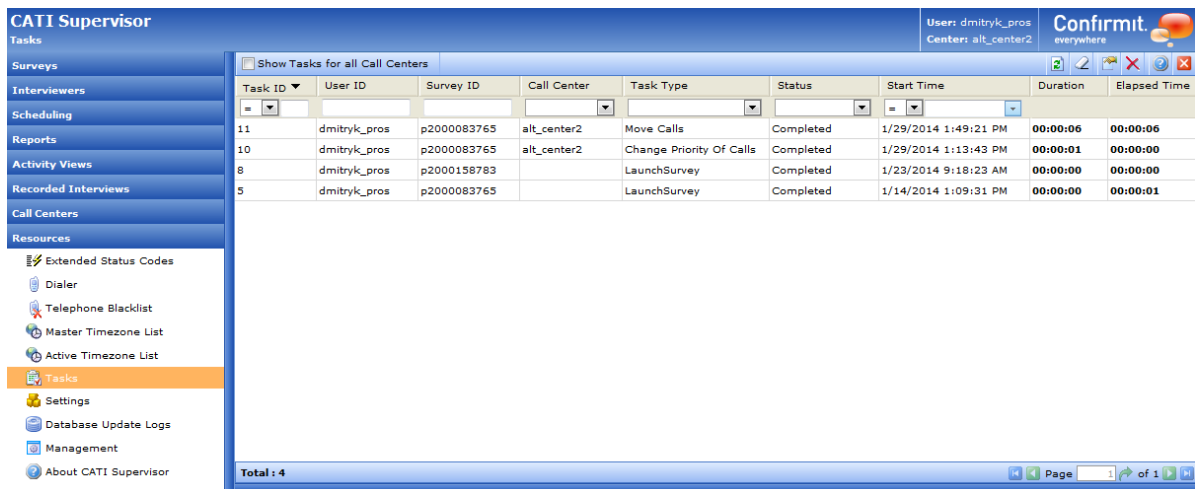 CATI Supervisor
Tasks
User: dmitryk_pros
Center: alt_center2
Confirmit.
everywhere
Surveys
Interviewers
Scheduling
Reports
Activity Views
Recorded Interviews
Call Centers
Resources
Extended Status Codes
Dialer
Telephone Blacklist
Master Timezone List
Active Timezone List
Tasks
Settings
Database Update Logs
Management
About CATI Supervisor
Show Tasks for all Call Centers
Task ID ▼ User ID Survey ID Call Center Task Type Status Start Time Duration Elapsed Time
= =
11 dmitryk_pros p2000083765 alt_center2 Move Calls Completed 1/29/2014 1:49:21 PM 00:00:06 00:00:06
10 dmitryk_pros p2000083765 alt_center2 Change Priority Of Calls Completed 1/29/2014 1:13:43 PM 00:00:01 00:00:00
8 dmitryk_pros p2000158783 LaunchSurvey Completed 1/23/2014 9:18:23 AM 00:00:00 00:00:00
5 dmitryk_pros p2000083765 LaunchSurvey Completed 1/14/2014 1:09:31 PM 00:00:00 00:00:01
Total : 4 Page 1 of 1